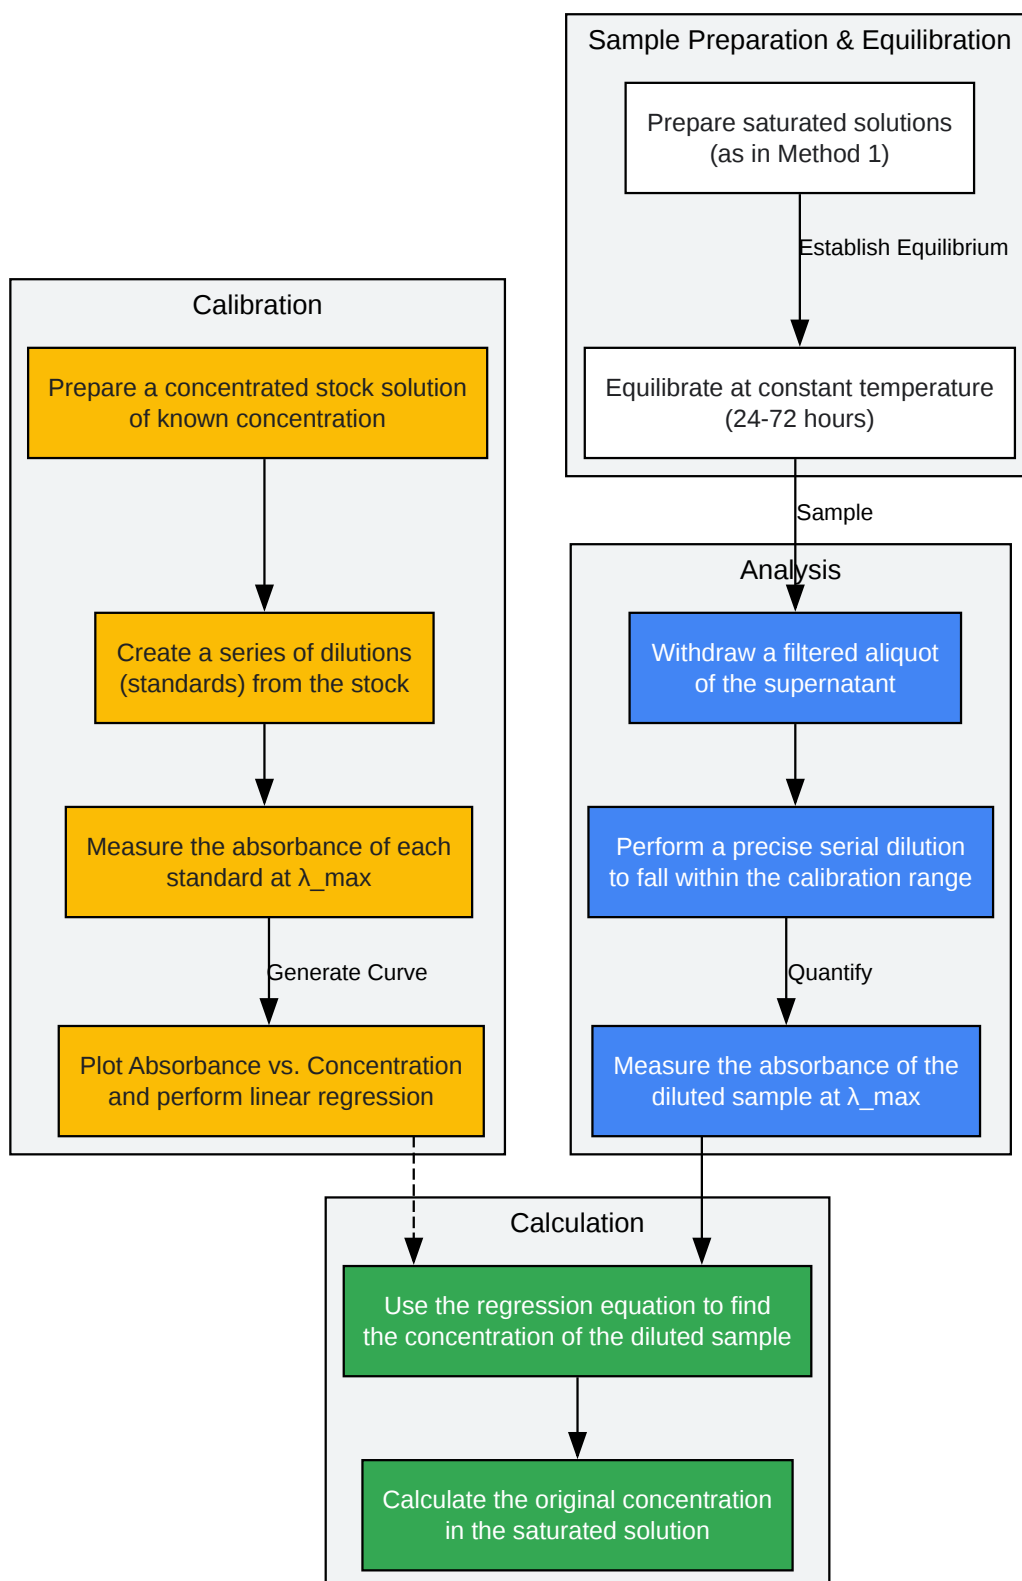 Sample Preparation & Equilibration
Prepare saturated solutions
(as in Method 1)
Establish Equilibrium
Equilibrate at constant temperature
(24-72 hours)
Sample
Calibration
Prepare a concentrated stock solution
of known concentration
Create a series of dilutions
(standards) from the stock
Measure the absorbance of each
standard at λ_max
Generate Curve
Plot Absorbance vs. Concentration
and perform linear regression
Analysis
Withdraw a filtered aliquot
of the supernatant
Perform a precise serial dilution
to fall within the calibration range
Quantify
Measure the absorbance of the
diluted sample at λ_max
Calculation
Use the regression equation to find
the concentration of the diluted sample
Calculate the original concentration
in the saturated solution